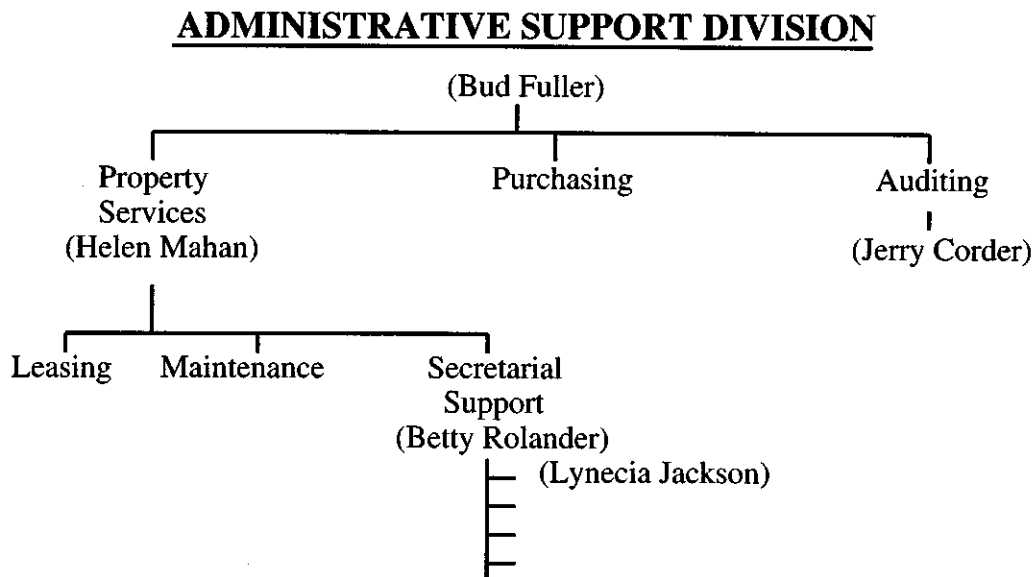 ADMINISTRATIVE SUPPORT DIVISION
(Bud Fuller)
Property
Services
(Helen Mahan)
Purchasing
Auditing
(Jerry Corder)
Leasing
Maintenance
Secretarial
Support
(Betty Rolander)
(Lynecia Jackson)